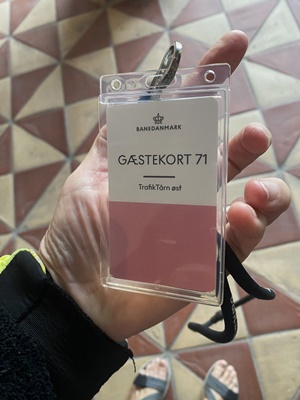 BANEDANMARK
GÆSTEKORT 71
TrafikTårn øst